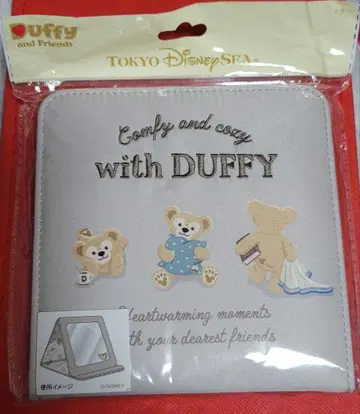 Duffy
and Friends
TOKYO DISNEYSEA®
Comfy and cozy
with DUFFY
Heartwarming moments
with your dearest friends
使用イメージ
© DISNEY